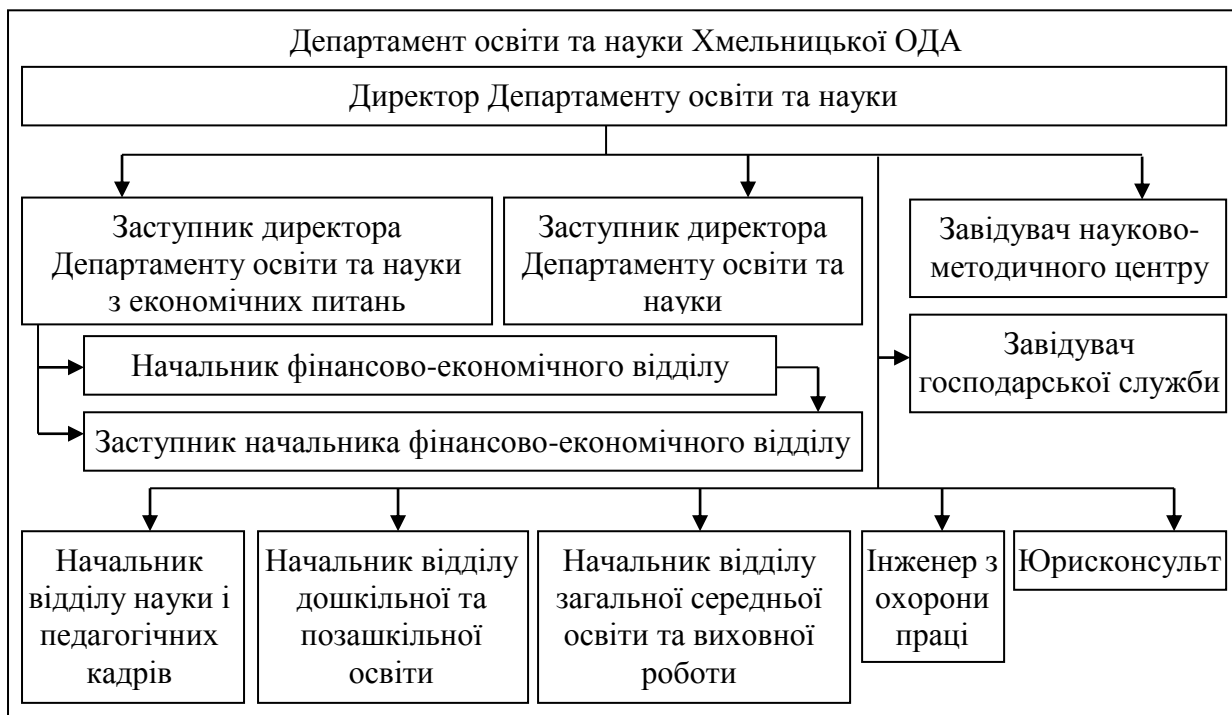 Департамент освіти та науки Хмельницької ОДА
Директор Департаменту освіти та науки
Заступник директора
Департаменту освіти та науки
з економічних питань
Заступник директора
Департаменту освіти та
науки
Завідувач науково-
методичного центру
Начальник фінансово-економічного відділу
Завідувач
господарської служби
Заступник начальника фінансово-економічного відділу
Начальник
відділу науки і
педагогічних
кадрів
Начальник відділу
дошкільної та
позашкільної
освіти
Начальник відділу
загальної середньої
освіти та виховної
роботи
Інженер з
охорони
праці
Юрисконсульт